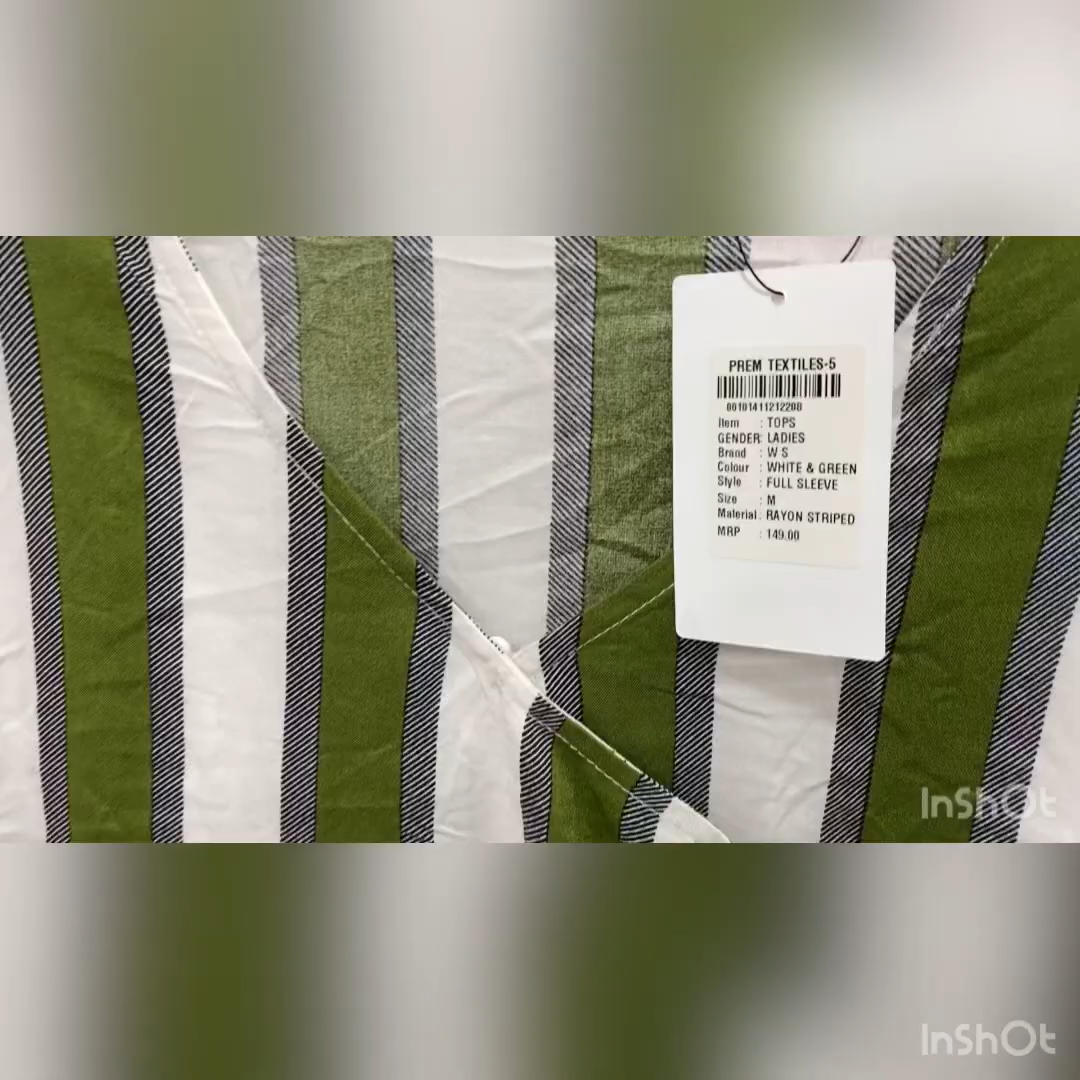 PREM TEXTILES-5
00101411212208
Item : TOPS
GENDER: LADIES
Brand : W S
Colour : WHITE & GREEN
Style : FULL SLEEVE
Size : M
Material : RAYON STRIPED
MRP : 149.00
InShOt
InShOt